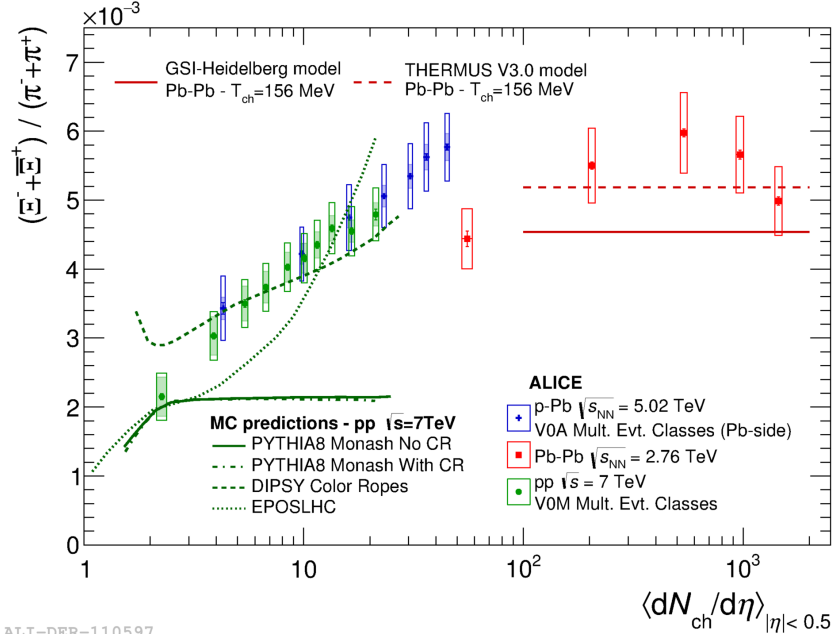 ×10⁻³
(Ξ⁻+Ξ̅⁺) / (π⁻+π⁺)
7
6
5
4
3
2
1
0
GSI-Heidelberg model
Pb-Pb - T_ch=156 MeV
THERMUS V3.0 model
Pb-Pb - T_ch=156 MeV
MC predictions - pp √s=7TeV
PYTHIA8 Monash No CR
PYTHIA8 Monash With CR
DIPSY Color Ropes
EPOSLHC
ALICE
p-Pb √s_NN = 5.02 TeV
V0A Mult. Evt. Classes (Pb-side)
Pb-Pb √s_NN = 2.76 TeV
pp √s = 7 TeV
V0M Mult. Evt. Classes
1 10 10² 10³
⟨dN_ch/dη⟩_|η|< 0.5
ALI-DER-110597